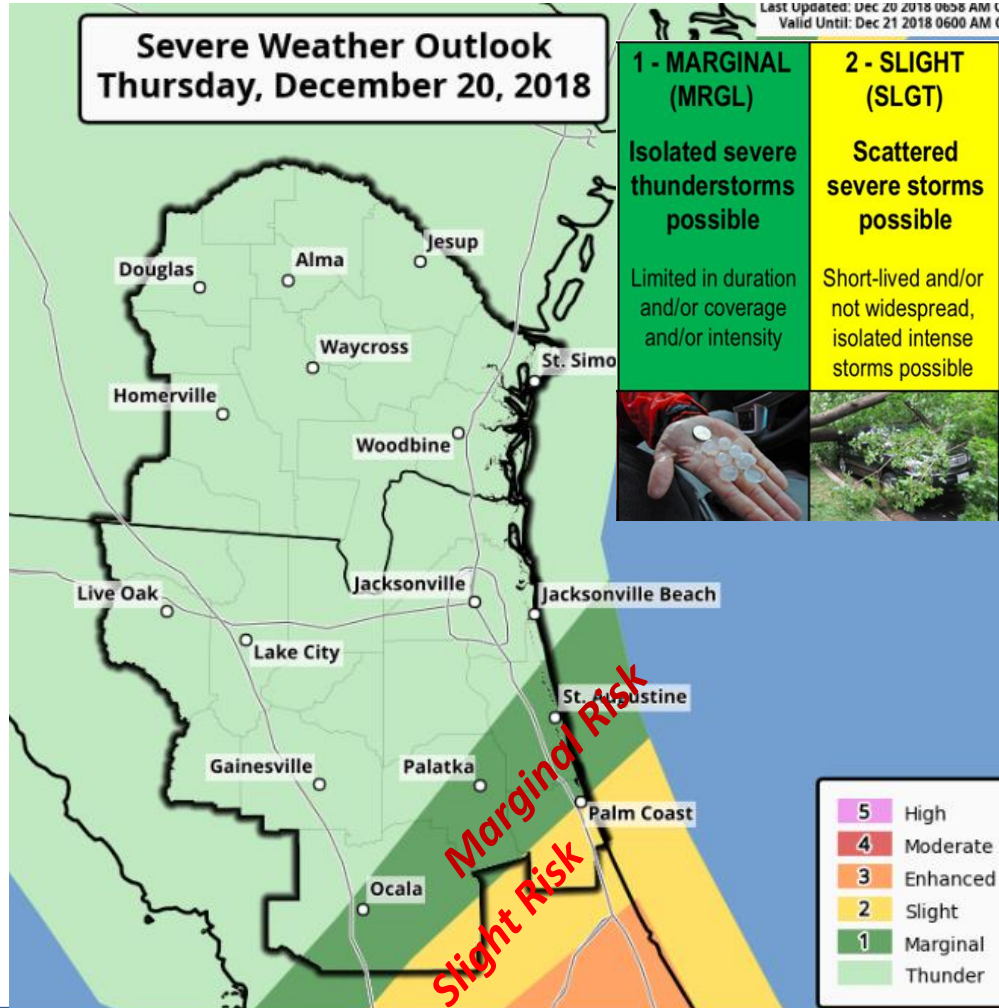 Last Updated: Dec 20 2018 0658 AM
Valid Until: Dec 21 2018 0600 AM
Severe Weather Outlook
Thursday, December 20, 2018
1 - MARGINAL
(MRGL)
Isolated severe
thunderstorms
possible
Limited in duration
and/or coverage
and/or intensity
2 - SLIGHT
(SLGT)
Scattered
severe storms
possible
Short-lived and/or
not widespread,
isolated intense
storms possible
Jesup
Alma
Douglas
Waycross
St. Simo
Homerville
Woodbine
Jacksonville
Live Oak
Jacksonville Beach
Lake City
St. Augustine
Marginal Risk
Gainesville
Palatka
Palm Coast
Ocala
Slight Risk
5 High
4 Moderate
3 Enhanced
2 Slight
1 Marginal
Thunder